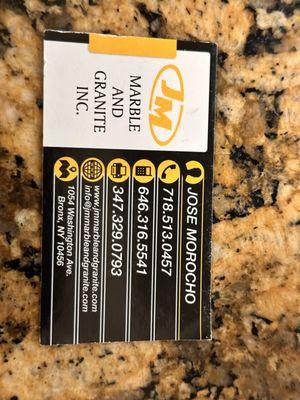 JM
MARBLE
AND
GRANITE
INC.
JOSE MOROCHO
718.513.0457
646.316.5541
347.329.0793
www.jmmarbleandgranite.com
info@jmmarbleandgranite.com
1054 Washington Ave.
Bronx, NY 10456